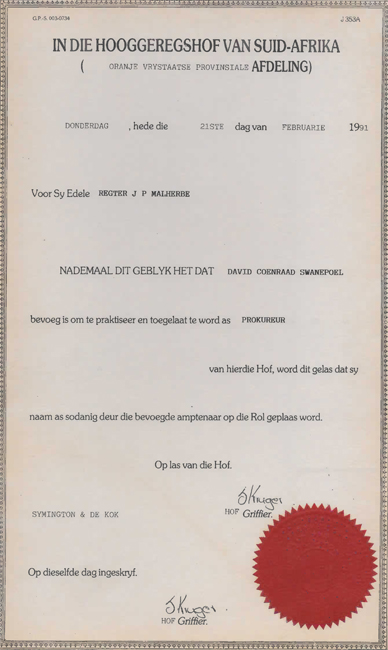 G.P.-S. 003-0734 J 353A
IN DIE HOOGGEREGSHOF VAN SUID-AFRIKA
( ORANJE VRYSTAATSE PROVINSIALE AFDELING)
DONDERDAG , hede die 21STE dag van FEBRUARIE 1991
Voor Sy Edele REGTER J P MALHERBE
NADEMAAL DIT GEBLYK HET DAT DAVID COENRAAD SWANEPOEL
bevoeg is om te praktiseer en toegelaat te word as PROKUREUR
van hierdie Hof, word dit gelas dat sy
naam as sodanig deur die bevoegde amptenaar op die Rol geplaas word.
Op las van die Hof.
JKruger
HOF Griffier.
SYMINGTON & DE KOK
Op dieselfde dag ingeskryf.
JKruger.
HOF Griffier.